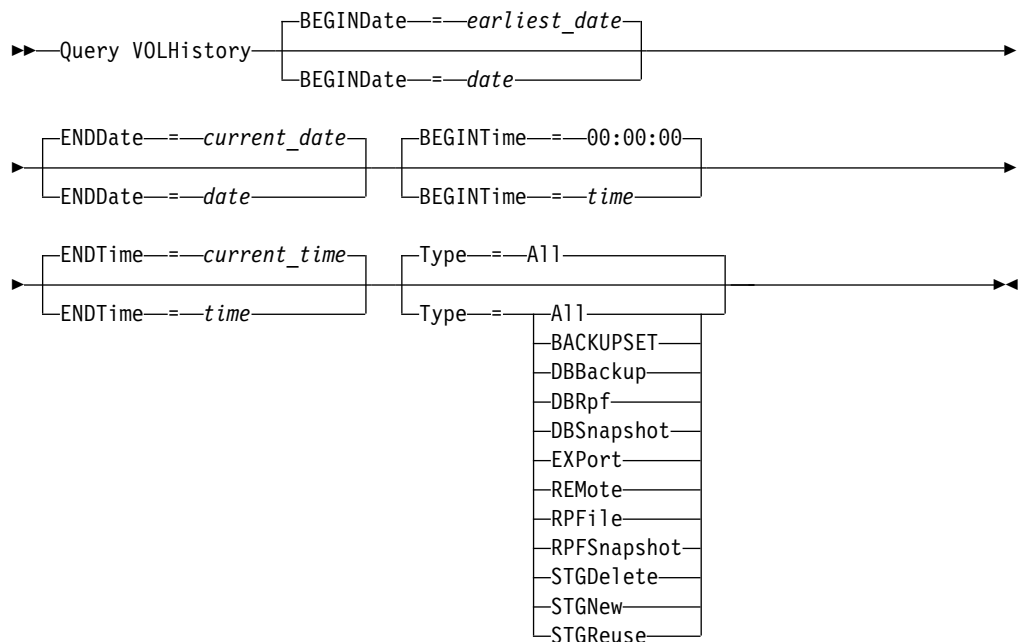 BEGINDate = earliest_date
Query VOLHistory
BEGINDate = date
ENDDate = current_date BEGINTime = 00:00:00
ENDDate = date BEGINTime = time
ENDTime = current_time Type = All
ENDTime = time Type = All
BACKUPSET
DBBackup
DBRpf
DBSnapshot
EXPort
REMote
RPFile
RPFSnapshot
STGDelete
STGNew
STGReuse